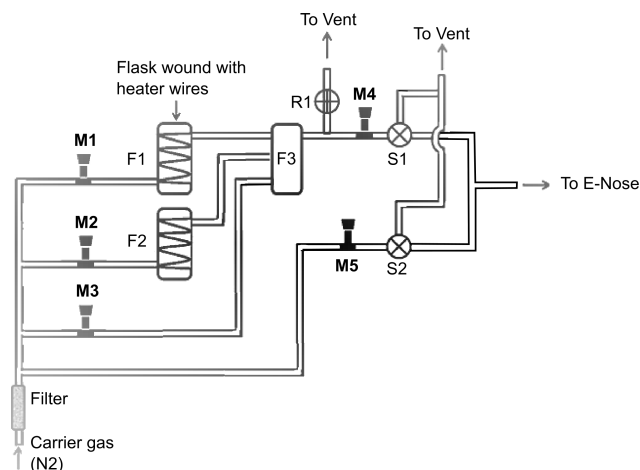 To Vent
To Vent
Flask wound with
heater wires
R1
M4
M1
F1
F3
S1
To E-Nose
M2
F2
M5
S2
M3
Filter
Carrier gas
(N2)